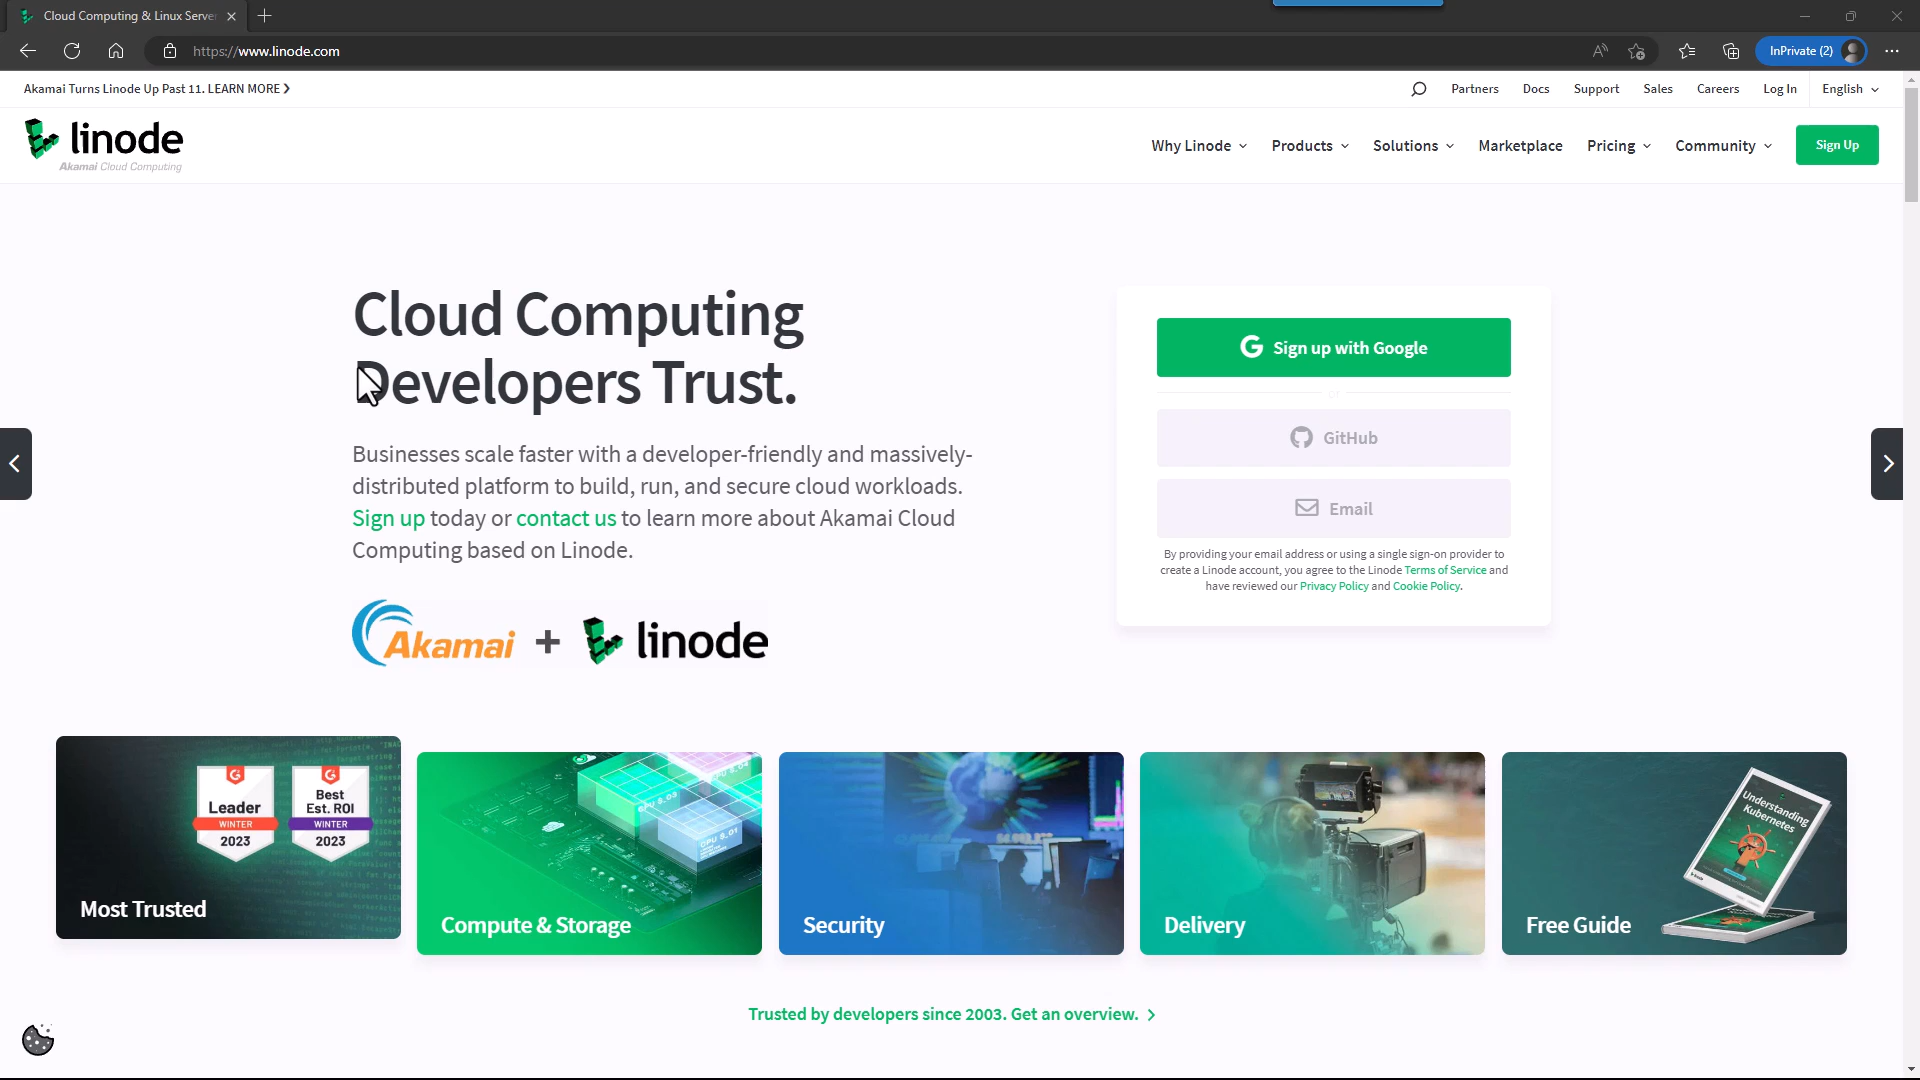 Cloud Computing & Linux Server
https://www.linode.com
InPrivate (2)
Akamai Turns Linode Up Past 11. LEARN MORE
Partners
Docs
Support
Sales
Careers
Log In
English
linode
Akamai Cloud Computing
Why Linode
Products
Solutions
Marketplace
Pricing
Community
Sign Up
Cloud Computing
Developers Trust.
Businesses scale faster with a developer-friendly and massively-
distributed platform to build, run, and secure cloud workloads.
Sign up today or contact us to learn more about Akamai Cloud
Computing based on Linode.
Akamai + linode
Sign up with Google
or
GitHub
Email
By providing your email address or using a single sign-on provider to
create a Linode account, you agree to the Linode Terms of Service and
have reviewed our Privacy Policy and Cookie Policy.
Leader
WINTER
2023
Best
Est. ROI
WINTER
2023
Most Trusted
Compute & Storage
Security
Delivery
Understanding
Kubernetes
Free Guide
Trusted by developers since 2003. Get an overview.